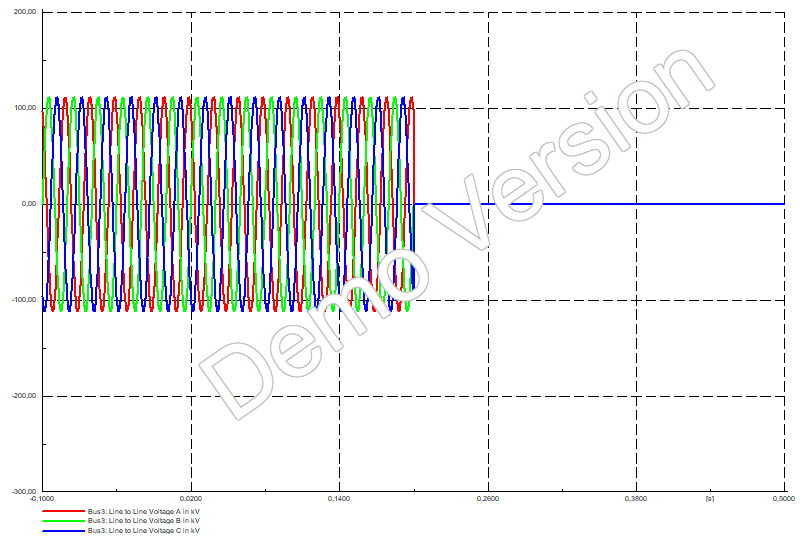 200,00
100,00
0,00
-100,00
-200,00
-300,00
-0,1000 0,0200 0,1400 0,2600 0,3800 [s] 0,5000
Bus3: Line to Line Voltage A in kV
Bus3: Line to Line Voltage B in kV
Bus3: Line to Line Voltage C in kV
Demo Version